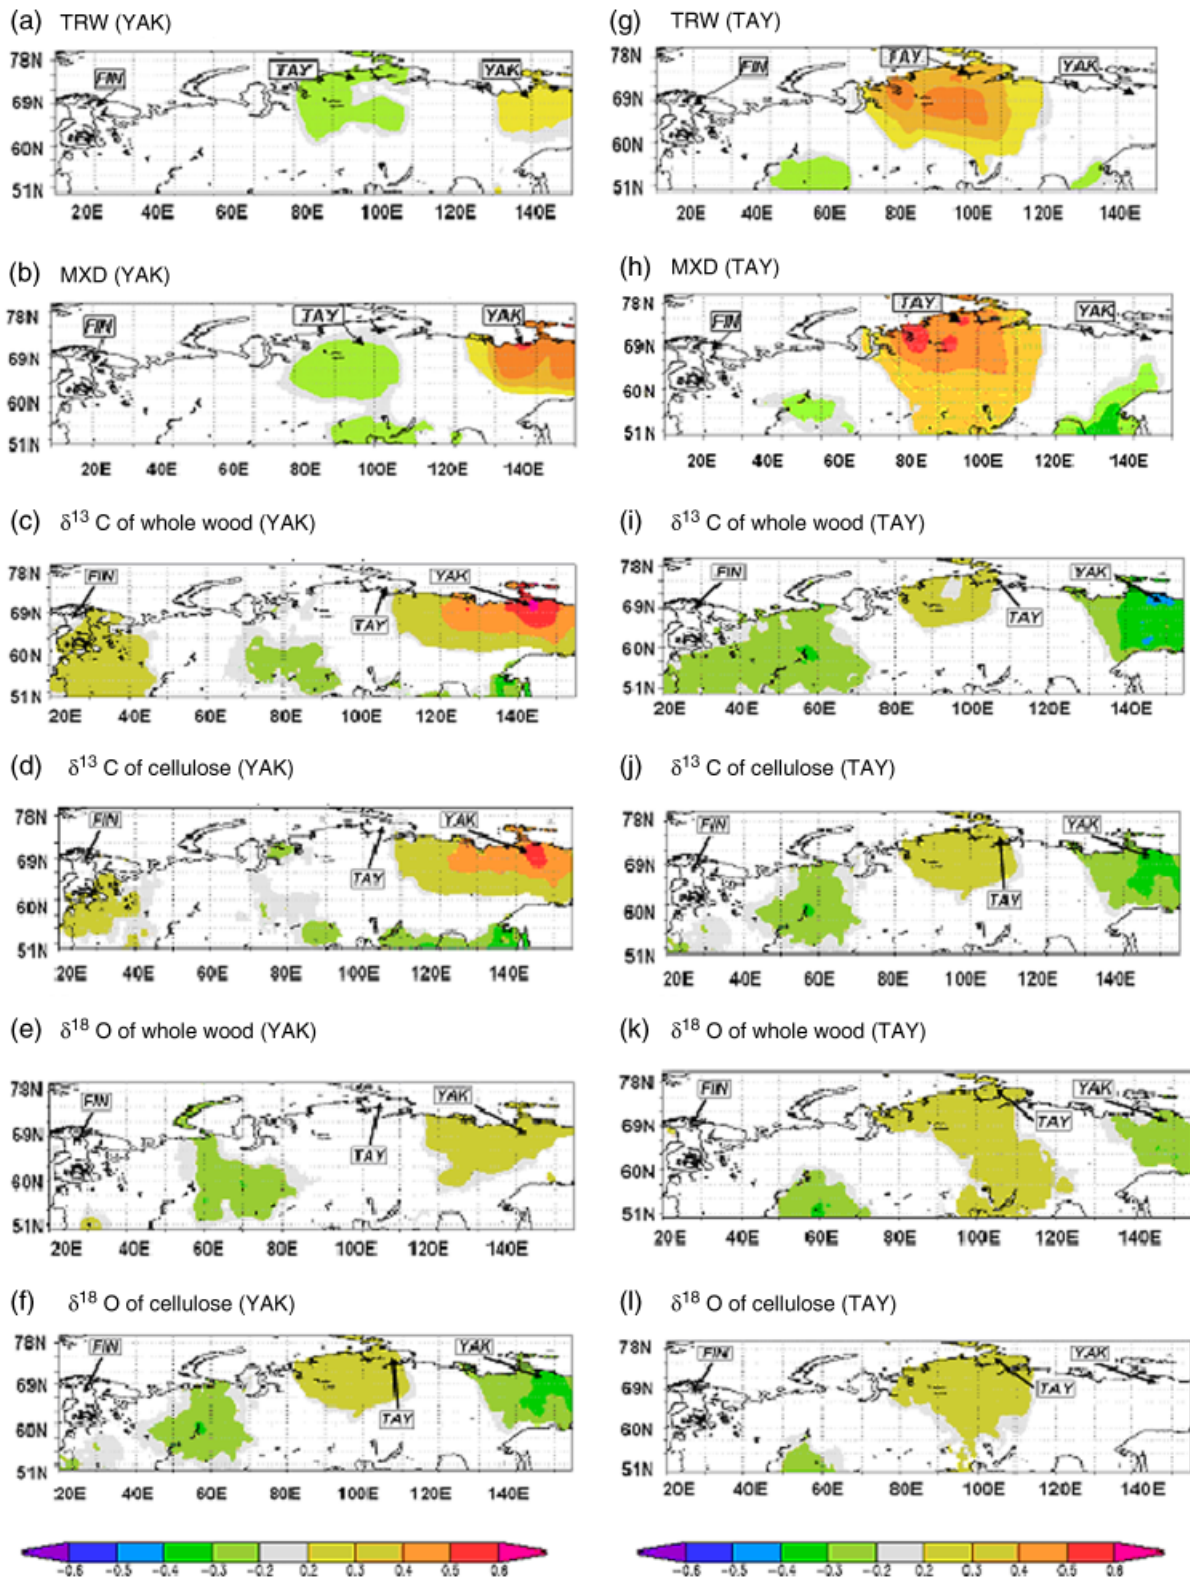 (a) TRW (YAK)
78N
69N
60N
51N
FIN
TAY
YAK
20E 40E 60E 80E 100E 120E 140E
(b) MXD (YAK)
78N
69N
60N
51N
FIN
TAY
YAK
20E 40E 60E 80E 100E 120E 140E
(c) δ¹³ C of whole wood (YAK)
78N
69N
60N
51N
FIN
TAY
YAK
20E 40E 60E 80E 100E 120E 140E
(d) δ¹³ C of cellulose (YAK)
78N
69N
60N
51N
FIN
TAY
YAK
20E 40E 60E 80E 100E 120E 140E
(e) δ¹⁸ O of whole wood (YAK)
78N
69N
60N
51N
FIN
TAY
YAK
20E 40E 60E 80E 100E 120E 140E
(f) δ¹⁸ O of cellulose (YAK)
78N
69N
60N
51N
FIN
TAY
YAK
20E 40E 60E 80E 100E 120E 140E
-0.6 -0.5 -0.4 -0.3 -0.2 0.2 0.3 0.4 0.5 0.6
(g) TRW (TAY)
78N
69N
60N
51N
FIN
TAY
YAK
20E 40E 60E 80E 100E 120E 140E
(h) MXD (TAY)
78N
69N
60N
51N
FIN
TAY
YAK
20E 40E 60E 80E 100E 120E 140E
(i) δ¹³ C of whole wood (TAY)
78N
69N
60N
51N
FIN
TAY
YAK
20E 40E 60E 80E 100E 120E 140E
(j) δ¹³ C of cellulose (TAY)
78N
69N
60N
51N
FIN
TAY
YAK
20E 40E 60E 80E 100E 120E 140E
(k) δ¹⁸ O of whole wood (TAY)
78N
69N
60N
51N
FIN
TAY
YAK
20E 40E 60E 80E 100E 120E 140E
(l) δ¹⁸ O of cellulose (TAY)
78N
69N
60N
51N
FIN
TAY
YAK
20E 40E 60E 80E 100E 120E 140E
-0.6 -0.5 -0.4 -0.3 -0.2 0.2 0.3 0.4 0.5 0.6